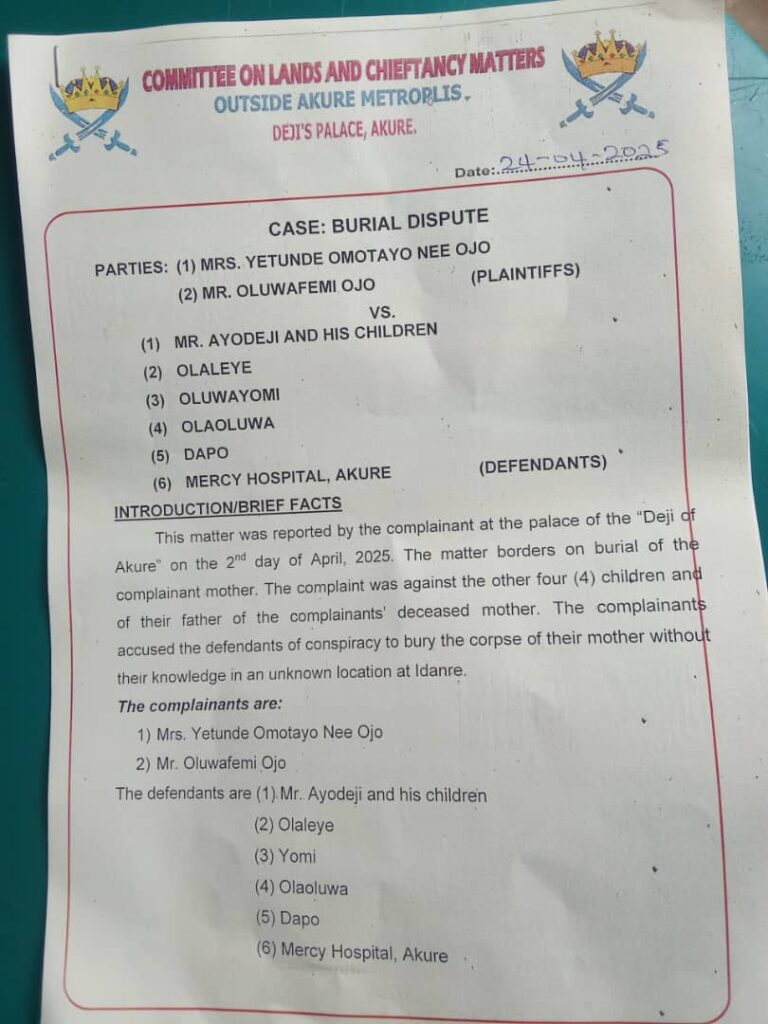 COMMITTEE ON LANDS AND CHIEFTANCY MATTERS
OUTSIDE AKURE METROPLIS.
DEJI'S PALACE, AKURE.
Date: 24-04-2025
CASE: BURIAL DISPUTE
PARTIES: (1) MRS. YETUNDE OMOTAYO NEE OJO
(2) MR. OLUWAFEMI OJO (PLAINTIFFS)
VS.
(1) MR. AYODEJI AND HIS CHILDREN
(2) OLALEYE
(3) OLUWAYOMI
(4) OLAOLUWA
(5) DAPO
(6) MERCY HOSPITAL, AKURE (DEFENDANTS)
INTRODUCTION/BRIEF FACTS
This matter was reported by the complainant at the palace of the “Deji of
Akure” on the 2nd day of April, 2025. The matter borders on burial of the
complainant mother. The complaint was against the other four (4) children and
of their father of the complainants' deceased mother. The complainants
accused the defendants of conspiracy to bury the corpse of their mother without
their knowledge in an unknown location at Idanre.
The complainants are:
1) Mrs. Yetunde Omotayo Nee Ojo
2) Mr. Oluwafemi Ojo
The defendants are (1) Mr. Ayodeji and his children
(2) Olaleye
(3) Yomi
(4) Olaoluwa
(5) Dapo
(6) Mercy Hospital, Akure